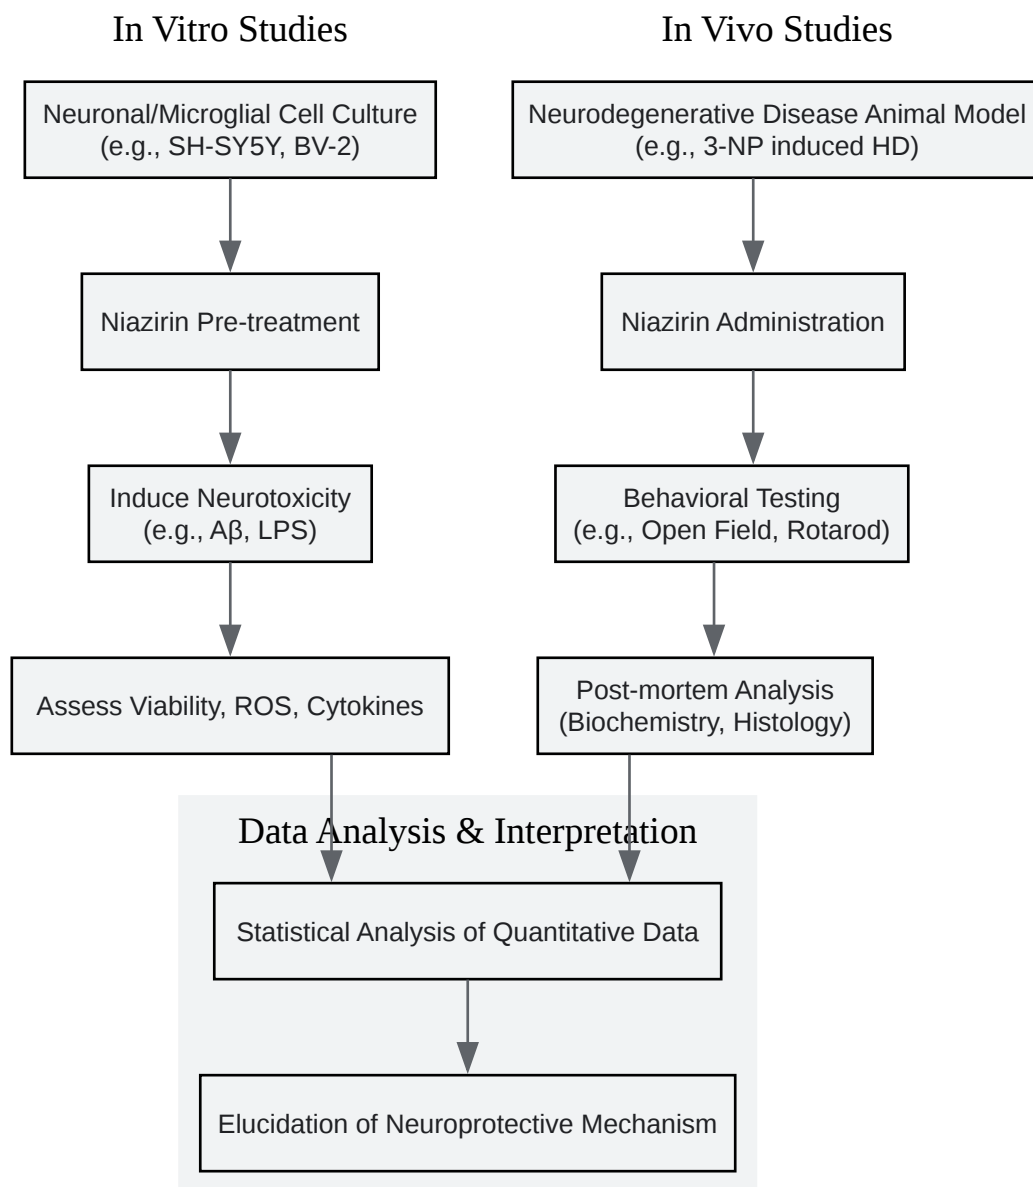 In Vitro Studies
Neuronal/Microglial Cell Culture
(e.g., SH-SY5Y, BV-2)
Niazirin Pre-treatment
Induce Neurotoxicity
(e.g., Aβ, LPS)
Assess Viability, ROS, Cytokines
In Vivo Studies
Neurodegenerative Disease Animal Model
(e.g., 3-NP induced HD)
Niazirin Administration
Behavioral Testing
(e.g., Open Field, Rotarod)
Post-mortem Analysis
(Biochemistry, Histology)
Data Analysis & Interpretation
Statistical Analysis of Quantitative Data
Elucidation of Neuroprotective Mechanism